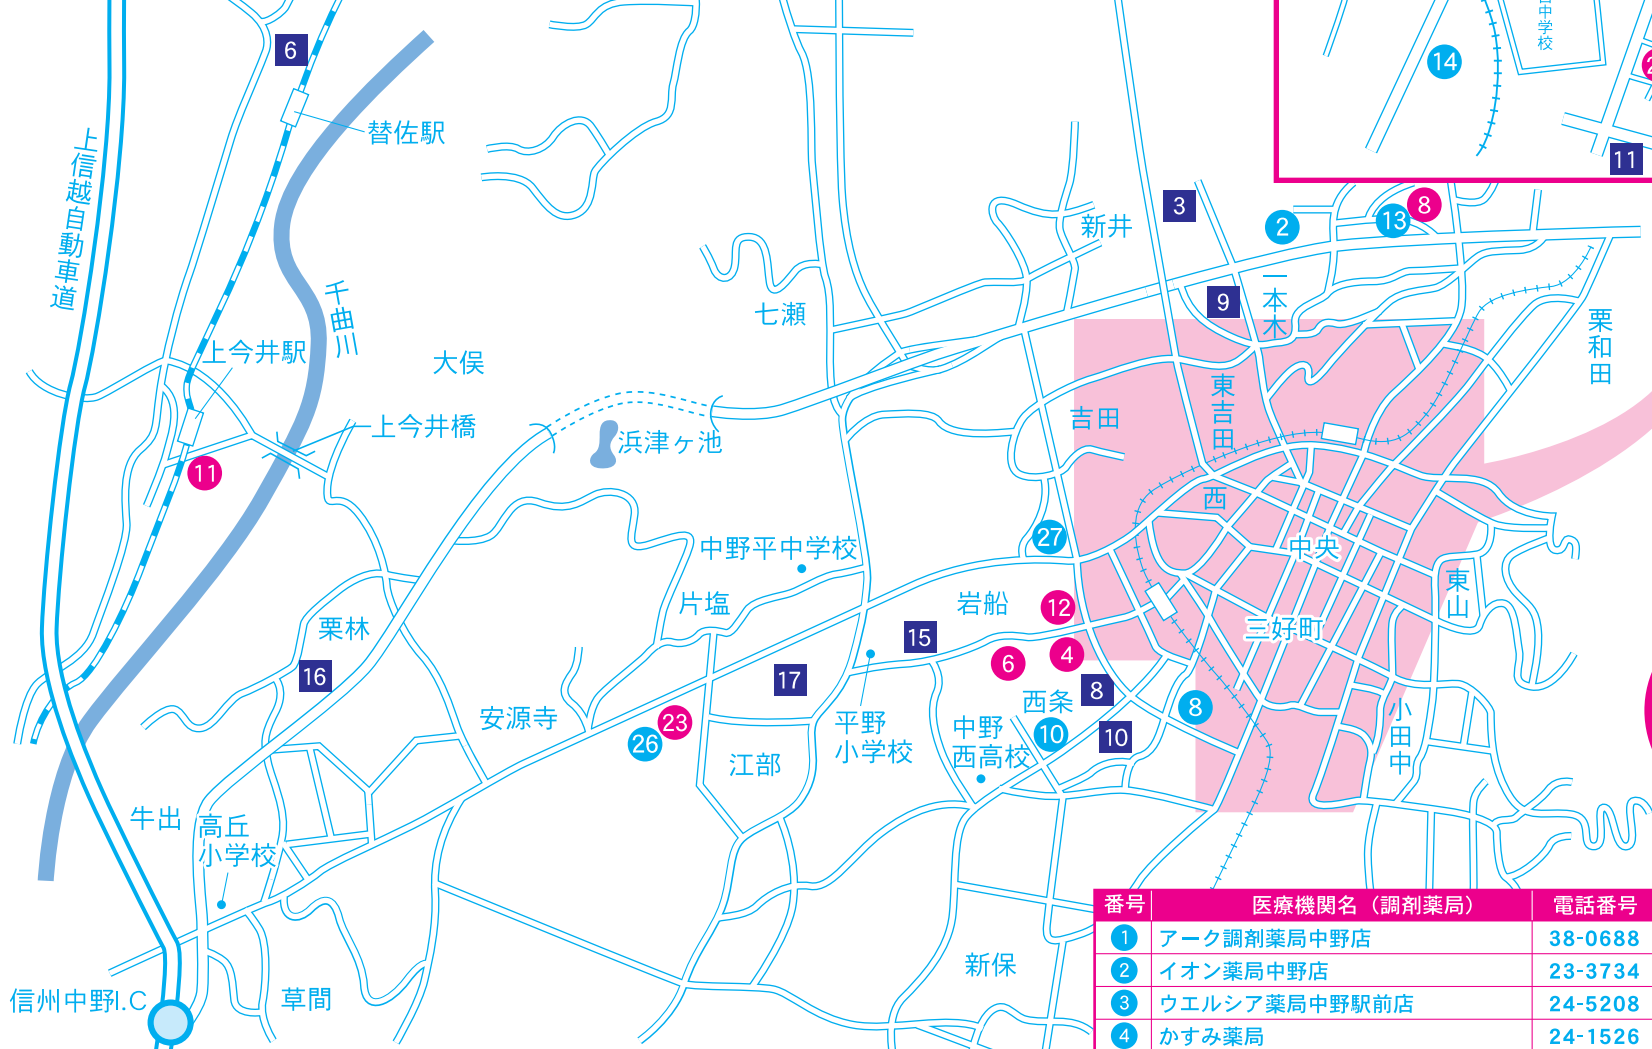 6
替佐駅
上信越自動車道
千曲川
上今井駅
大俣
上今井橋
11
浜津ヶ池
七瀬
新井
3
2
13
8
14
中学校
11
9
一本木
栗和田
東吉田
吉田
西
中央
27
中野平中学校
片塩
岩船
12
15
6
4
三好町
東山
栗林
16
17
8
西条
8
10
10
安源寺
23
26
平野
小学校
中野
西高校
江部
小田中
牛出
高丘
小学校
新保
草間
信州中野I.C
番号 医療機関名（調剤薬局） 電話番号
1 アーク調剤薬局中野店 38-0688
2 イオン薬局中野店 23-3734
3 ウエルシア薬局中野駅前店 24-5208
4 かすみ薬局 24-1526